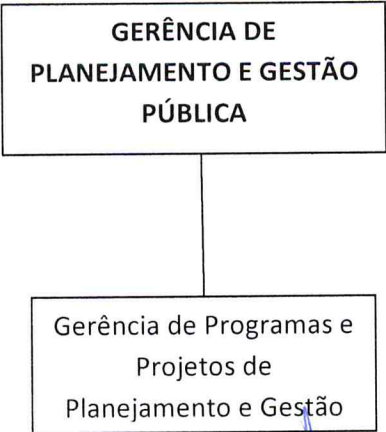 GERÊNCIA DE
PLANEJAMENTO E GESTÃO
PÚBLICA
Gerência de Programas e
Projetos de
Planejamento e Gestão